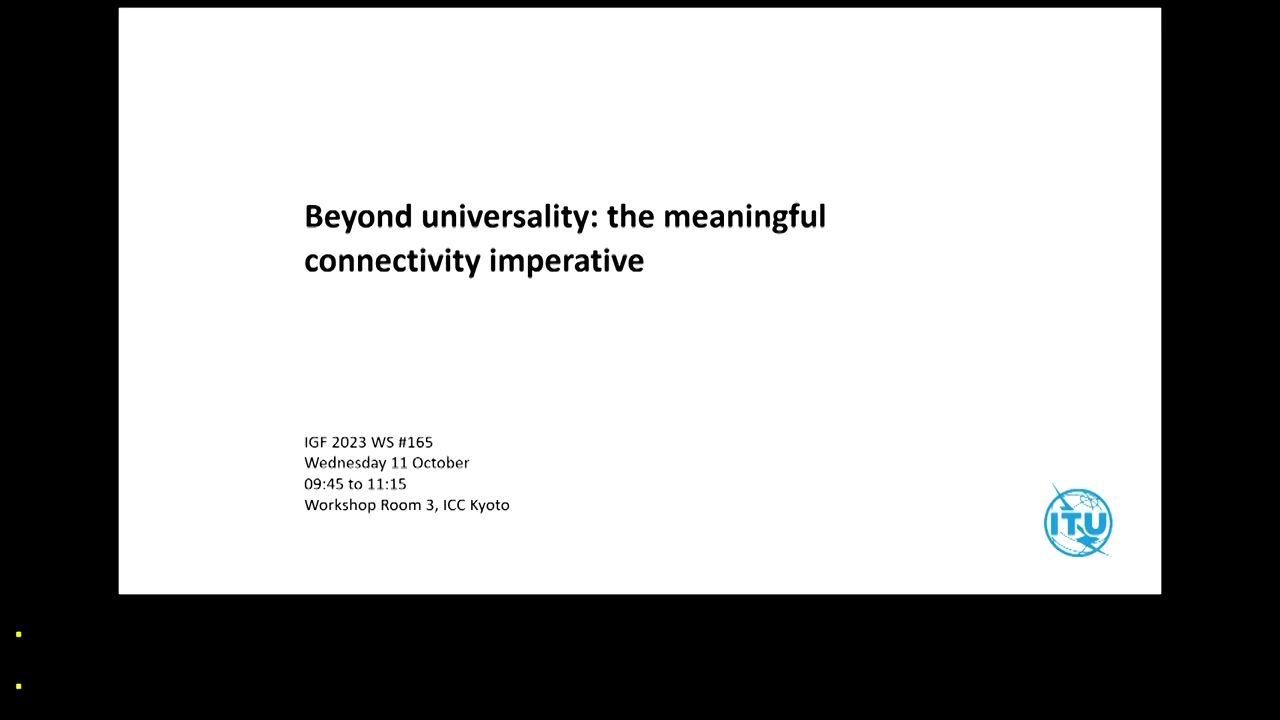 Beyond universality: the meaningful
connectivity imperative
IGF 2023 WS #165
Wednesday 11 October
09:45 to 11:15
Workshop Room 3, ICC Kyoto
ITU